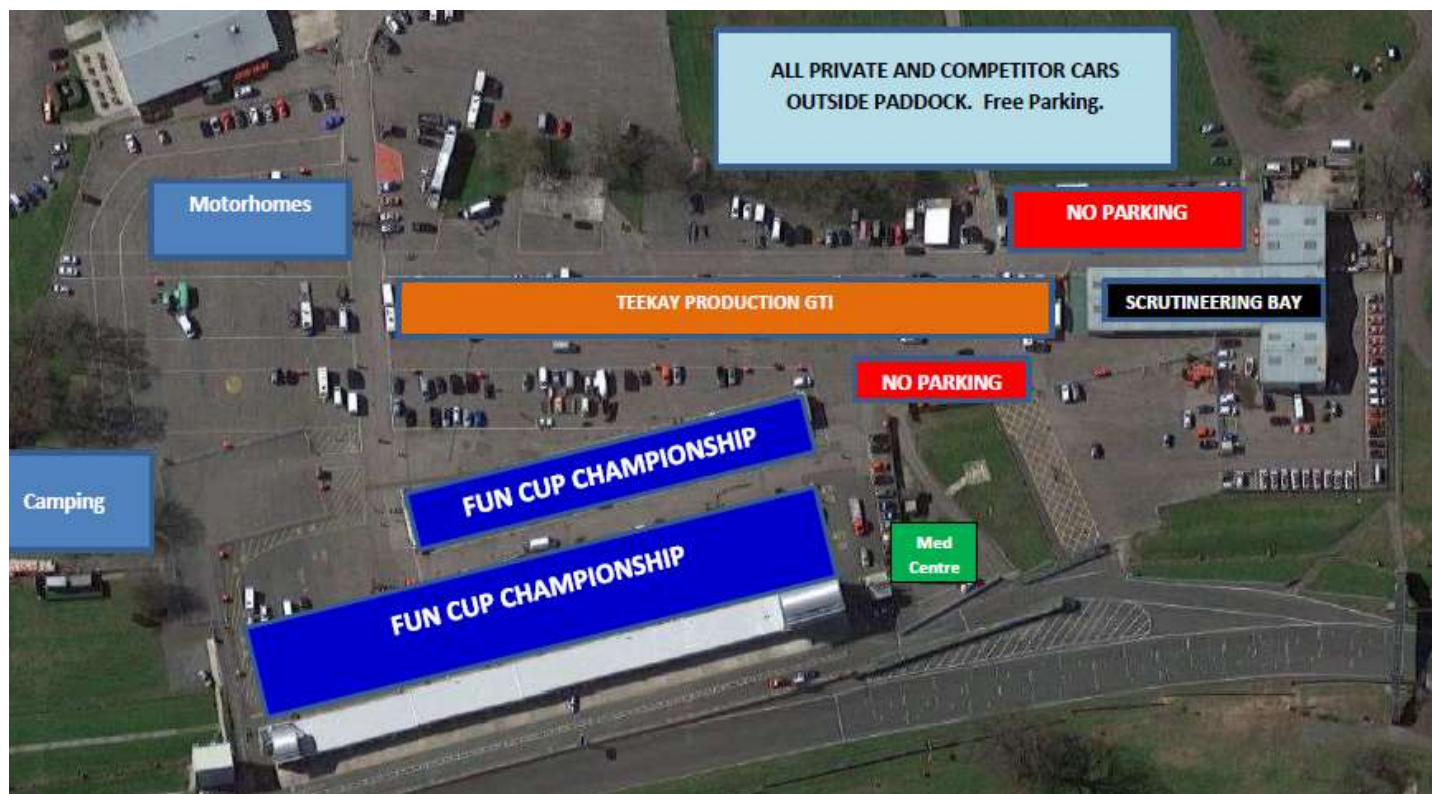 ALL PRIVATE AND COMPETITOR CARS
OUTSIDE PADDOCK. Free Parking.
Motorhomes
NO PARKING
TEEKAY PRODUCTION GTI
SCRUTINEERING BAY
NO PARKING
FUN CUP CHAMPIONSHIP
Camping
FUN CUP CHAMPIONSHIP
Med
Centre